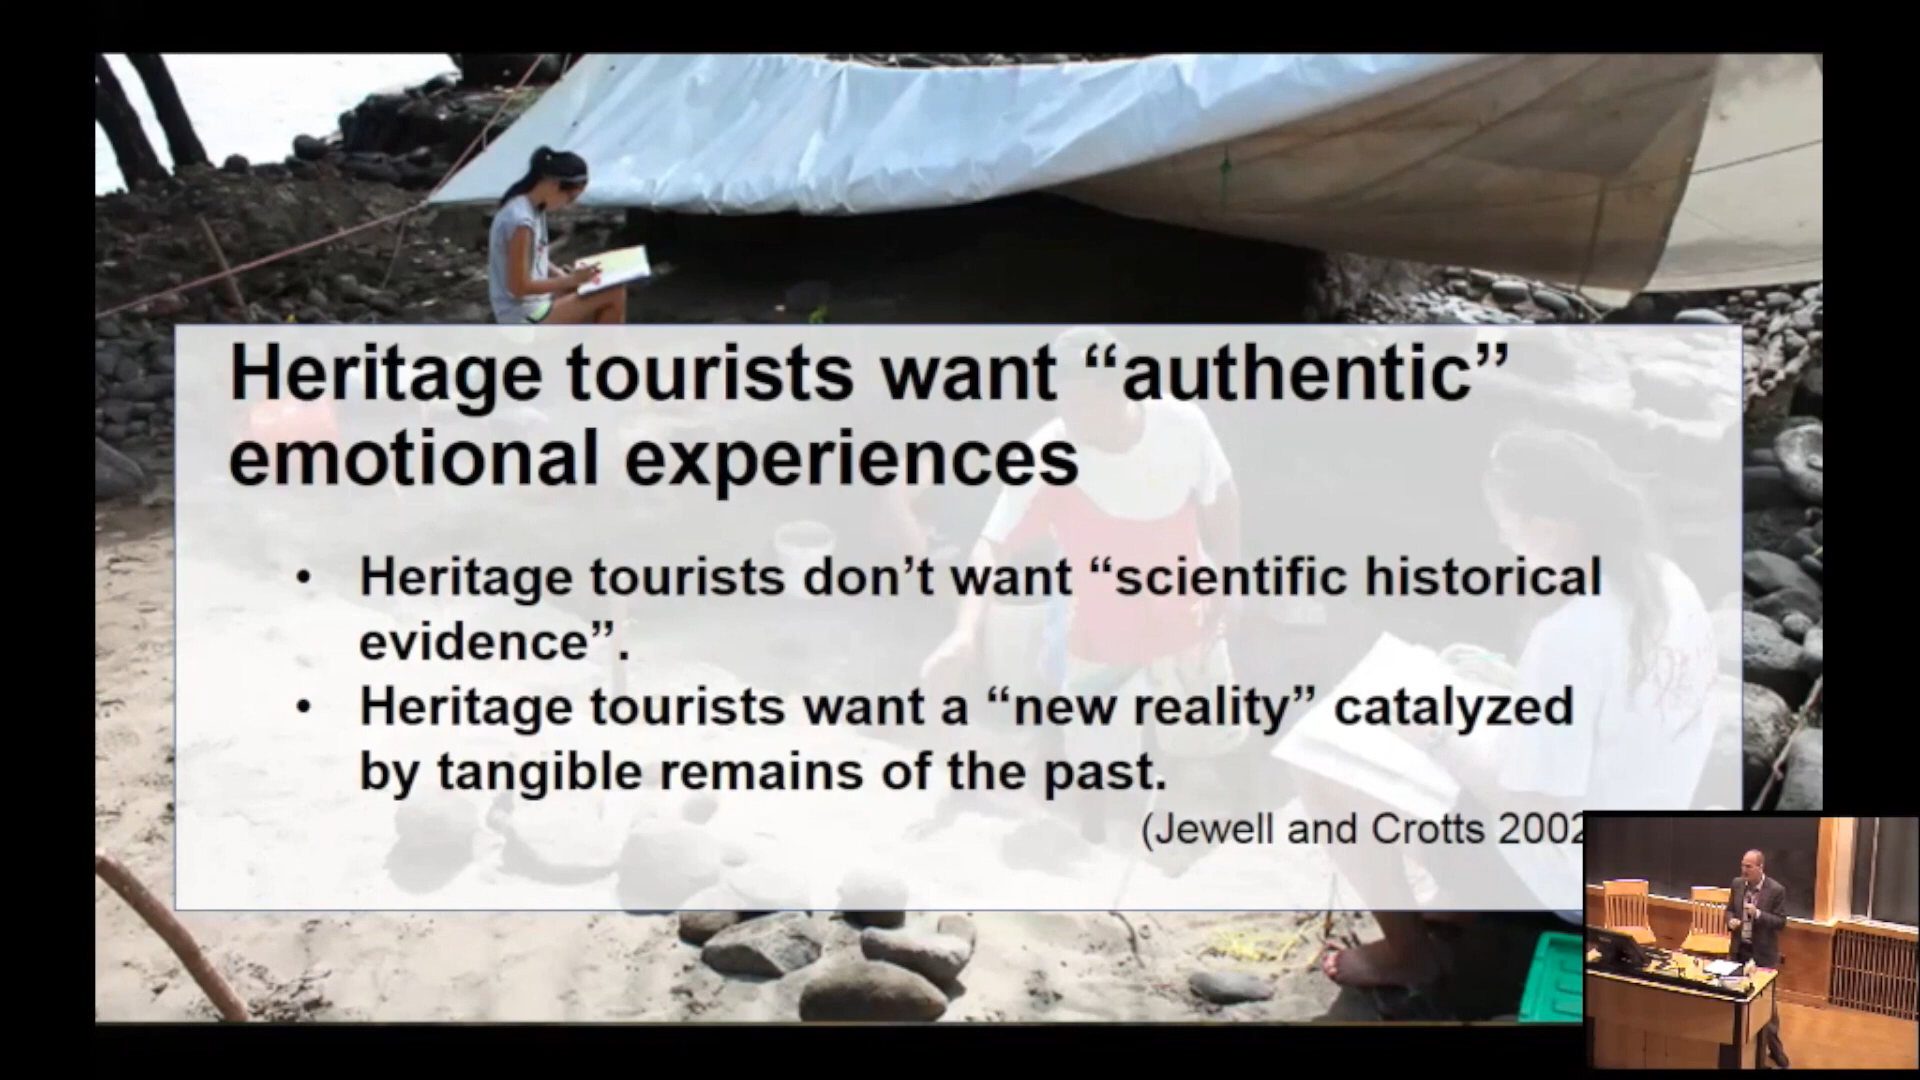 Heritage tourists want “authentic”
emotional experiences
• Heritage tourists don’t want “scientific historical
evidence”.
• Heritage tourists want a “new reality” catalyzed
by tangible remains of the past.
(Jewell and Crotts 2002